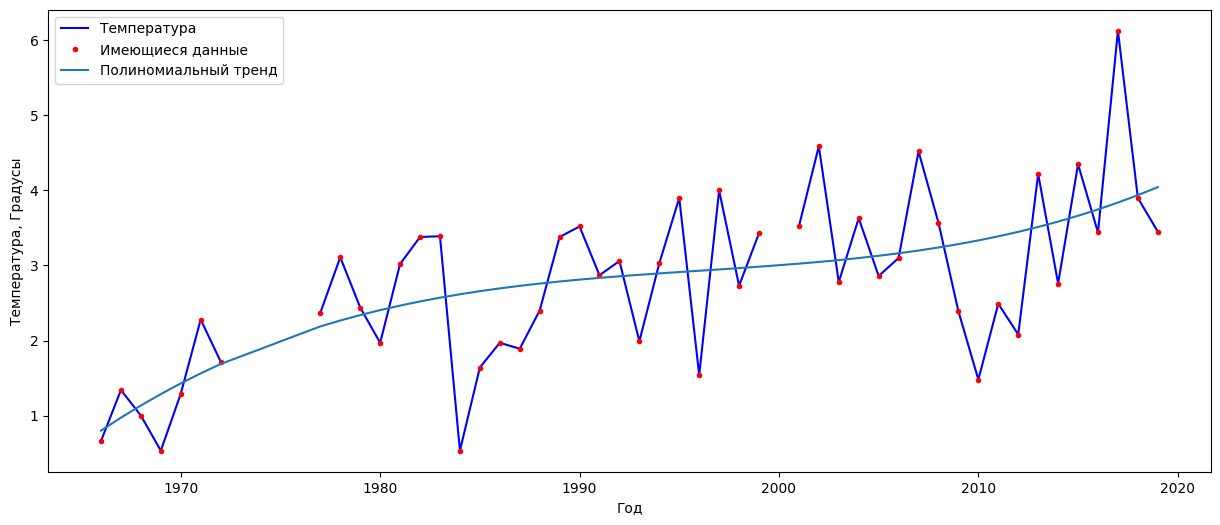 Температура
Имеющиеся данные
Полиномиальный тренд
Температура, Градусы
6
5
4
3
2
1
1970 1980 1990 2000 2010 2020
Год